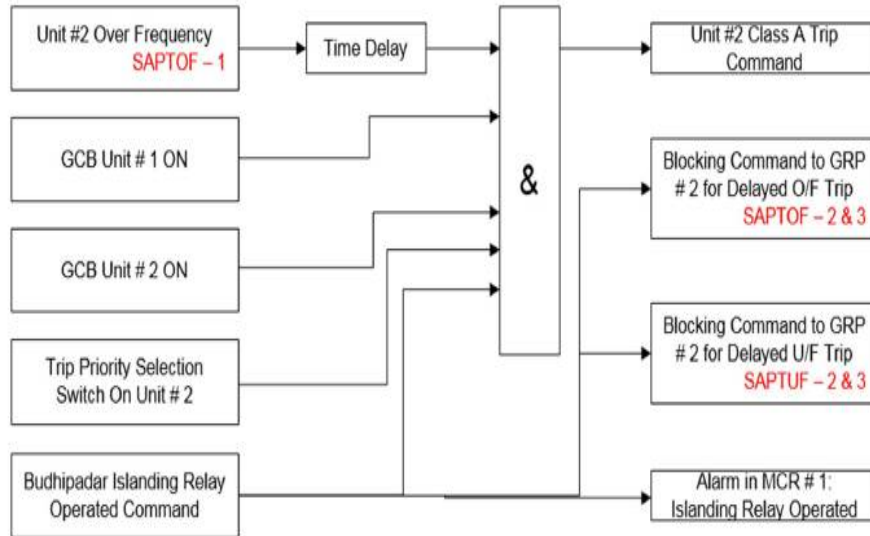 Unit #2 Over Frequency
SAPTOF – 1
Time Delay
Unit #2 Class A Trip
Command
GCB Unit # 1 ON
&
Blocking Command to GRP
# 2 for Delayed O/F Trip
SAPTOF – 2 & 3
GCB Unit # 2 ON
Blocking Command to GRP
# 2 for Delayed U/F Trip
SAPTUF – 2 & 3
Trip Priority Selection
Switch On Unit # 2
Budhipadar Islanding Relay
Operated Command
Alarm in MCR # 1:
Islanding Relay Operated